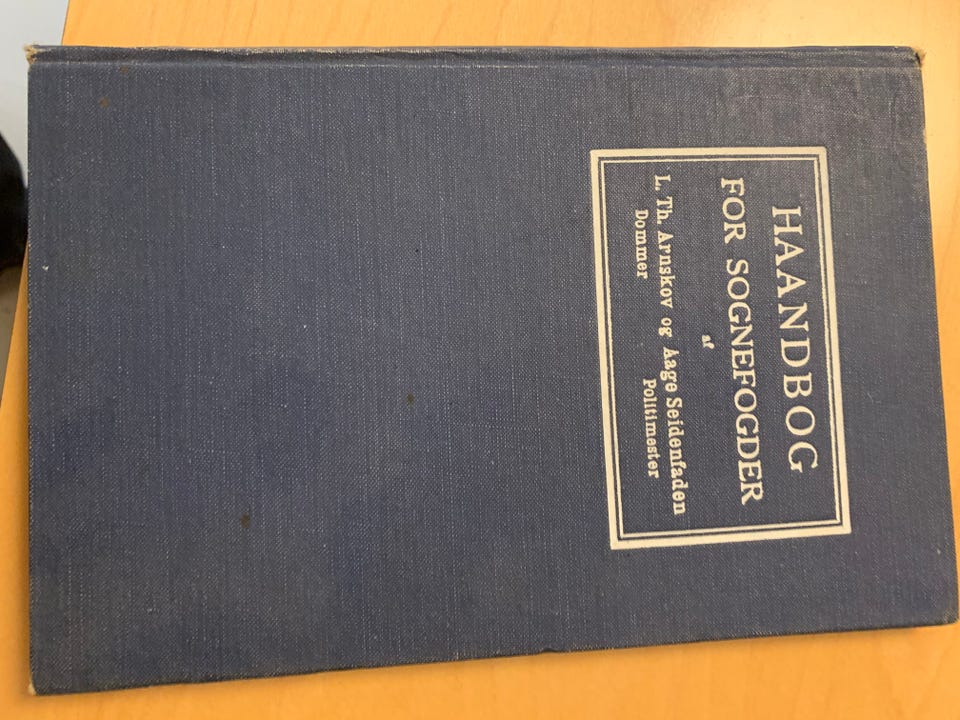 HAANDBOG
FOR SOGNEFOGDER
af
L. Th. Arnskov og Aage Seidenfaden
Dommer Politimester